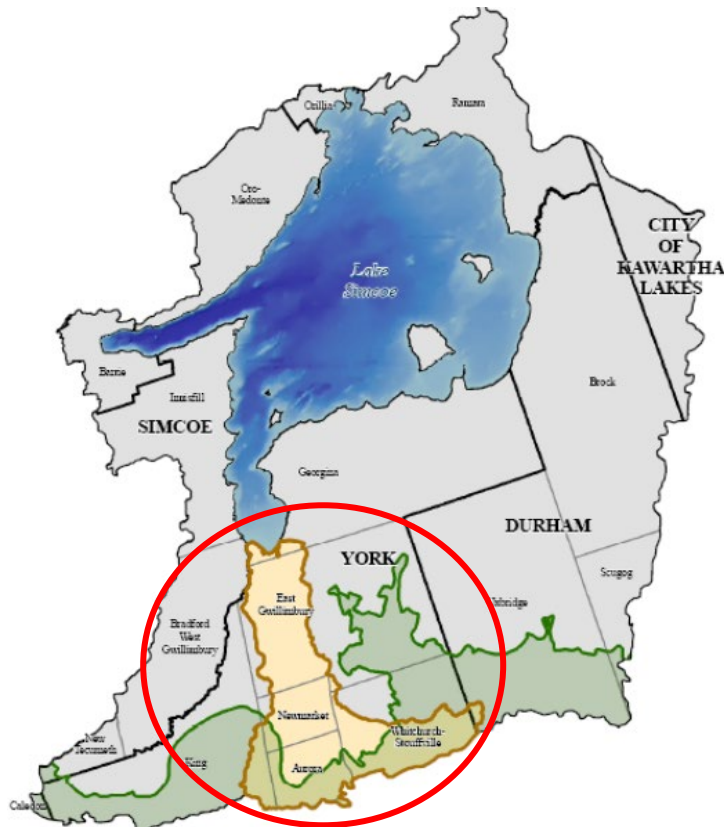 Orillia
Ramara
Oro-
Medonte
CITY
OF
KAWARTHA
LAKES
Lake
Simcoe
Barrie
Innisfil
Brock
SIMCOE
Georgina
DURHAM
YORK
Scugog
East
Gwillimbury
Uxbridge
Bradford
West
Gwillimbury
Newmarket
New
Tecumseth
Whitchurch-
Stouffville
King
Aurora
Caledon